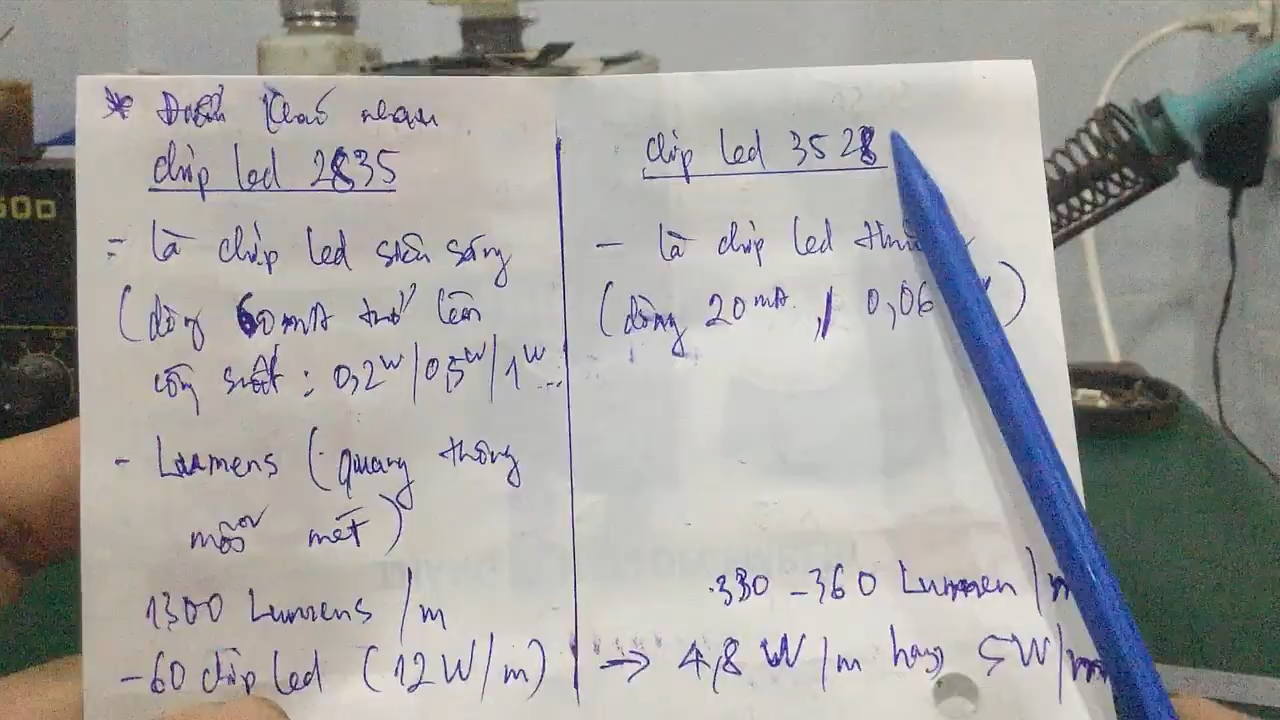 * Điểm khác nhau
chip led 2835
= là chip led siêu sáng
(dòng 60mA trở lên
công suất : 0,2W/0,5W/1W...
- Lumens (quang thông
mỗi mét)
1300 Lumens /m
- 60 chip led (12W/m)
chip led 3528
- là chip led
(dòng 20mA, 0,06
330 - 360 Lumen /m
→ 4,8 W/m hay 5W/m
50D